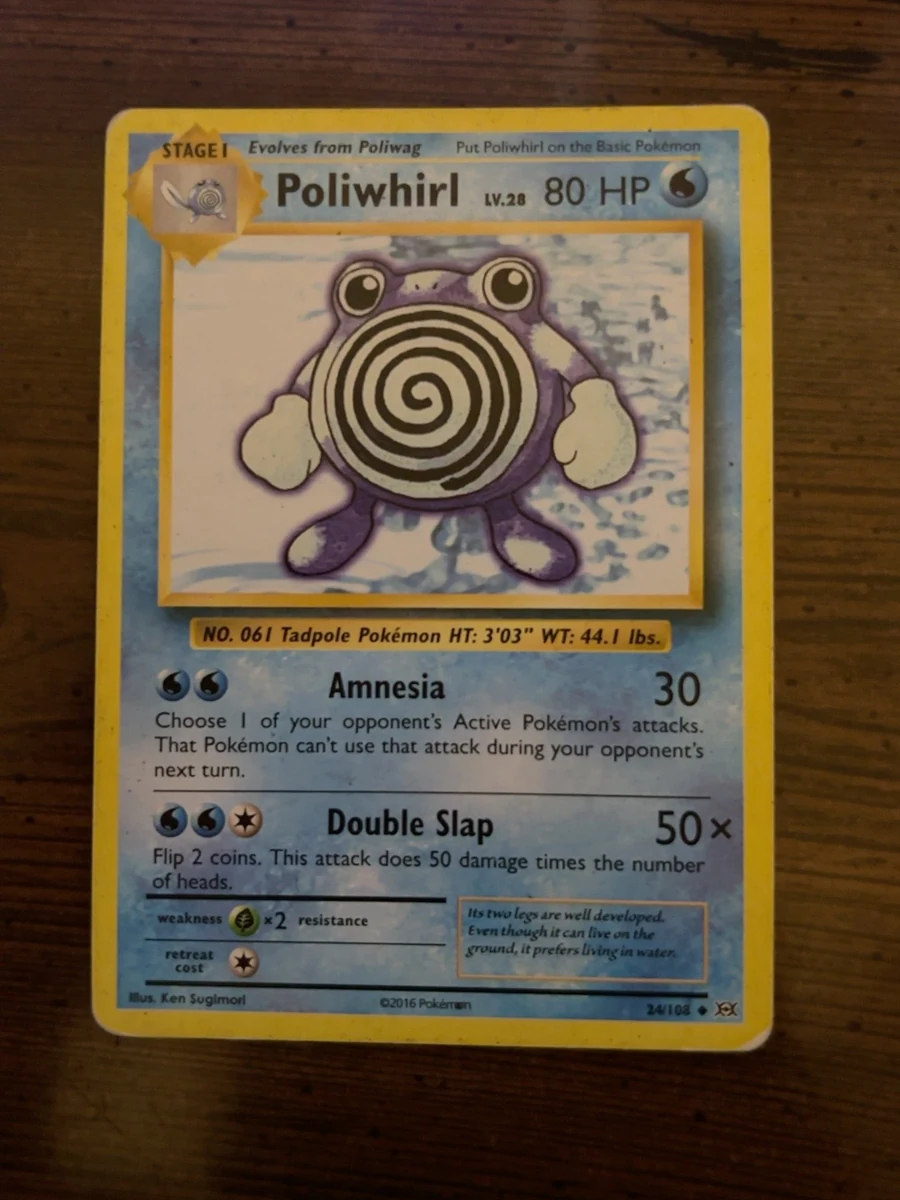 STAGE 1 Evolves from Poliwag Put Poliwhirl on the Basic Pokémon
Poliwhirl LV.28 80 HP
NO. 061 Tadpole Pokémon HT: 3'03" WT: 44.1 lbs.
Amnesia 30
Choose 1 of your opponent's Active Pokémon's attacks.
That Pokémon can't use that attack during your opponent's
next turn.
Double Slap 50×
Flip 2 coins. This attack does 50 damage times the number
of heads.
weakness ×2 resistance
retreat
cost
Its two legs are well developed.
Even though it can live on the
ground, it prefers living in water.
Illus. Ken Sugimori ©2016 Pokémon 24/108